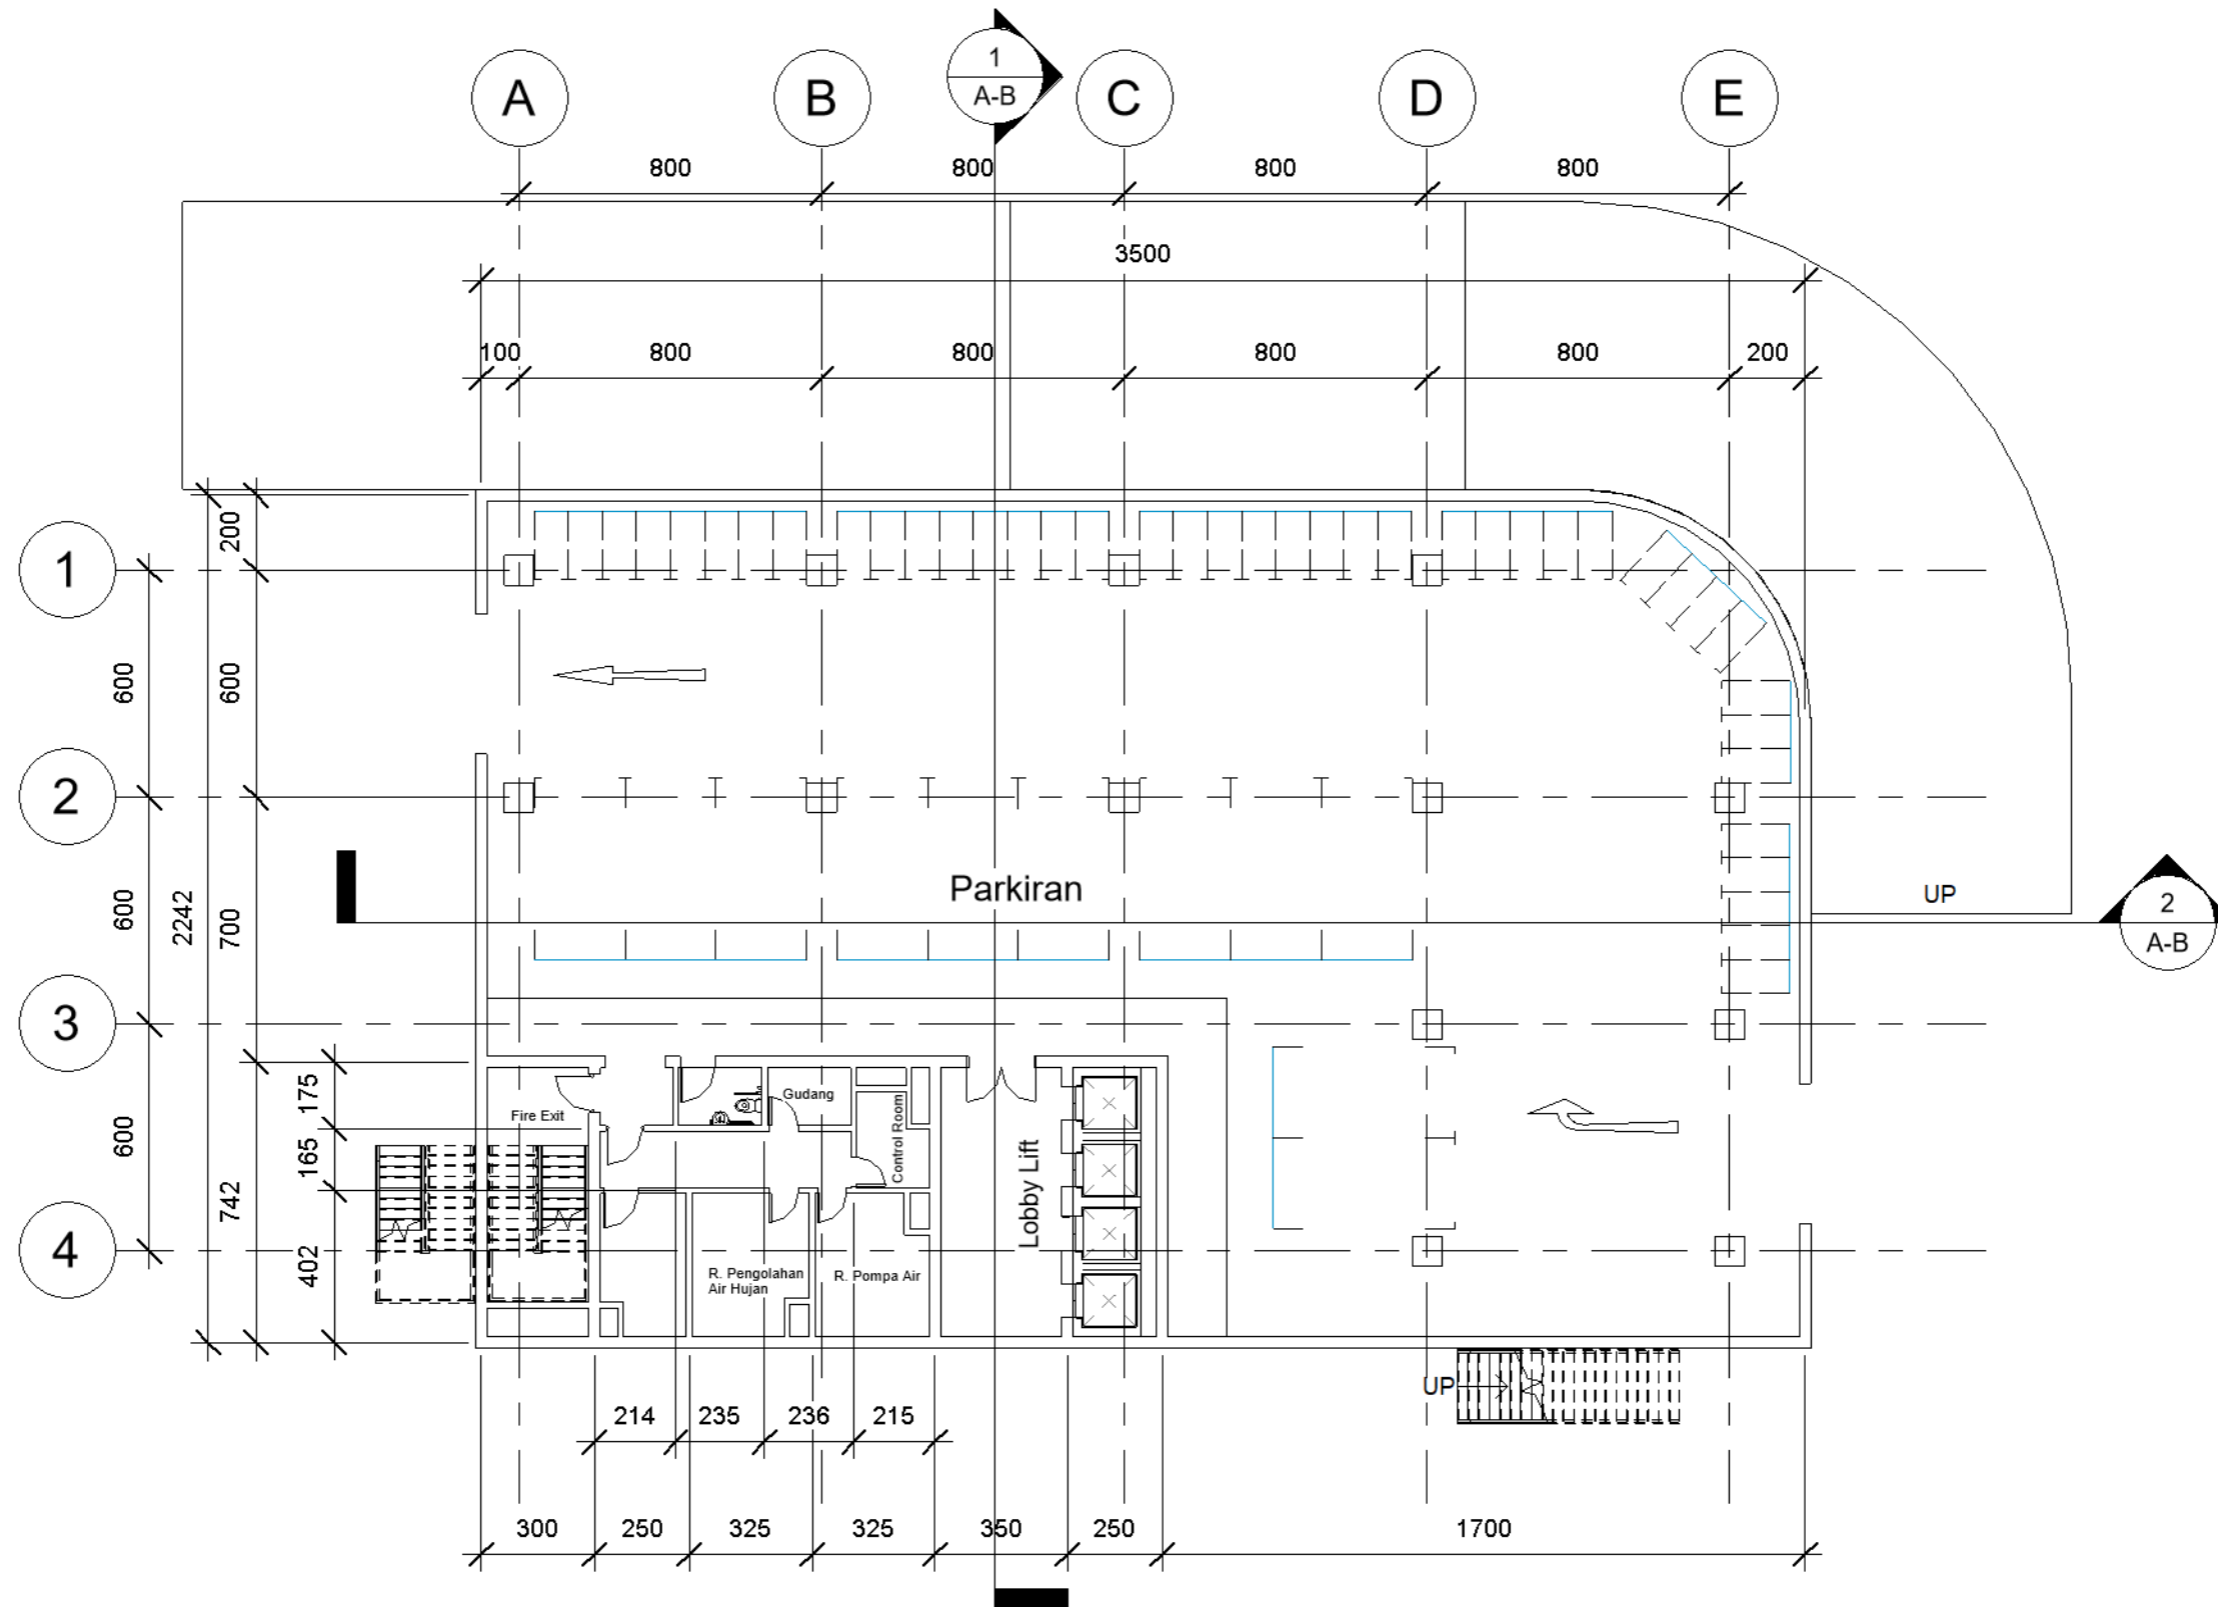 1
A-B
A
B
C
D
E
800
800
800
800
3500
100
800
800
800
800
200
1
2
3
4
600
600
600
2242
200
600
700
742
175
165
402
Parkiran
UP
2
A-B
Fire Exit
Gudang
Control Room
Lobby Lift
R. Pengolahan
Air Hujan
R. Pompa Air
UP
214
235
236
215
300
250
325
325
350
250
1700